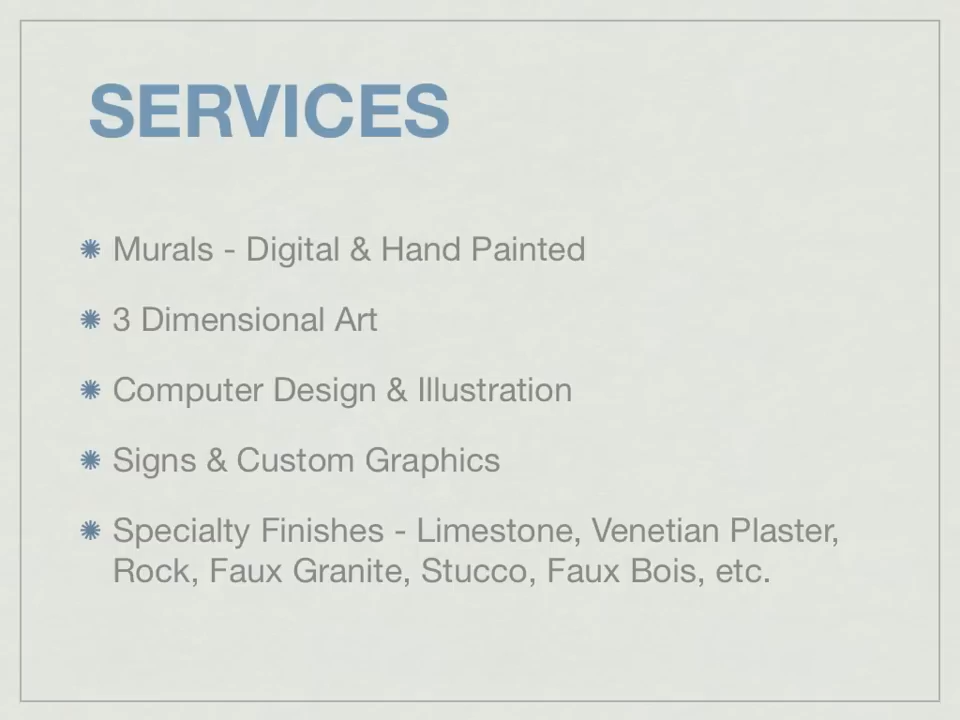 SERVICES
Murals - Digital & Hand Painted
3 Dimensional Art
Computer Design & Illustration
Signs & Custom Graphics
Specialty Finishes - Limestone, Venetian Plaster,
Rock, Faux Granite, Stucco, Faux Bois, etc.